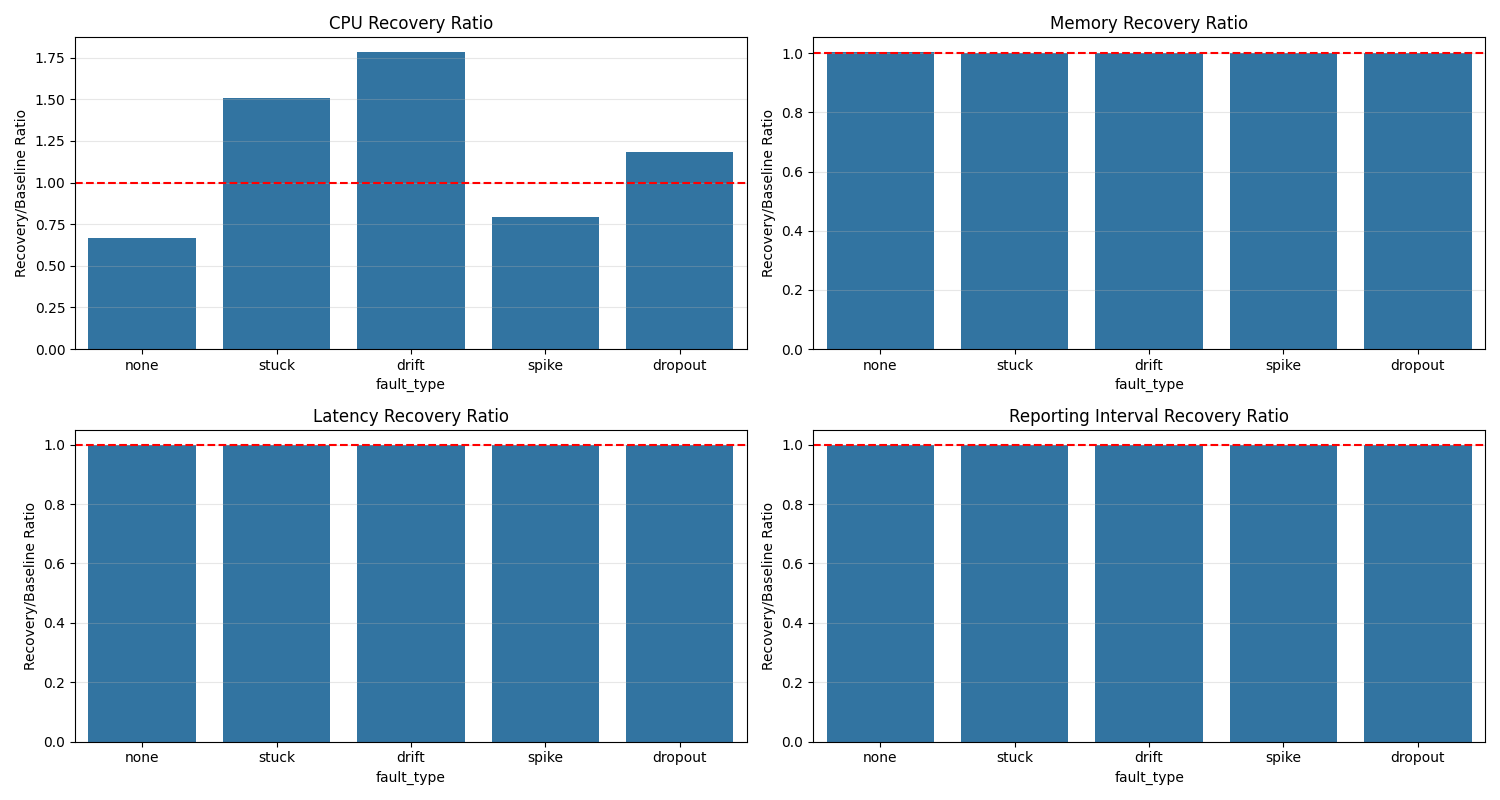 CPU Recovery Ratio
Recovery/Baseline Ratio
1.75
1.50
1.25
1.00
0.75
0.50
0.25
0.00
none stuck drift spike dropout
fault_type
Memory Recovery Ratio
Recovery/Baseline Ratio
1.0
0.8
0.6
0.4
0.2
0.0
none stuck drift spike dropout
fault_type
Latency Recovery Ratio
Recovery/Baseline Ratio
1.0
0.8
0.6
0.4
0.2
0.0
none stuck drift spike dropout
fault_type
Reporting Interval Recovery Ratio
Recovery/Baseline Ratio
1.0
0.8
0.6
0.4
0.2
0.0
none stuck drift spike dropout
fault_type